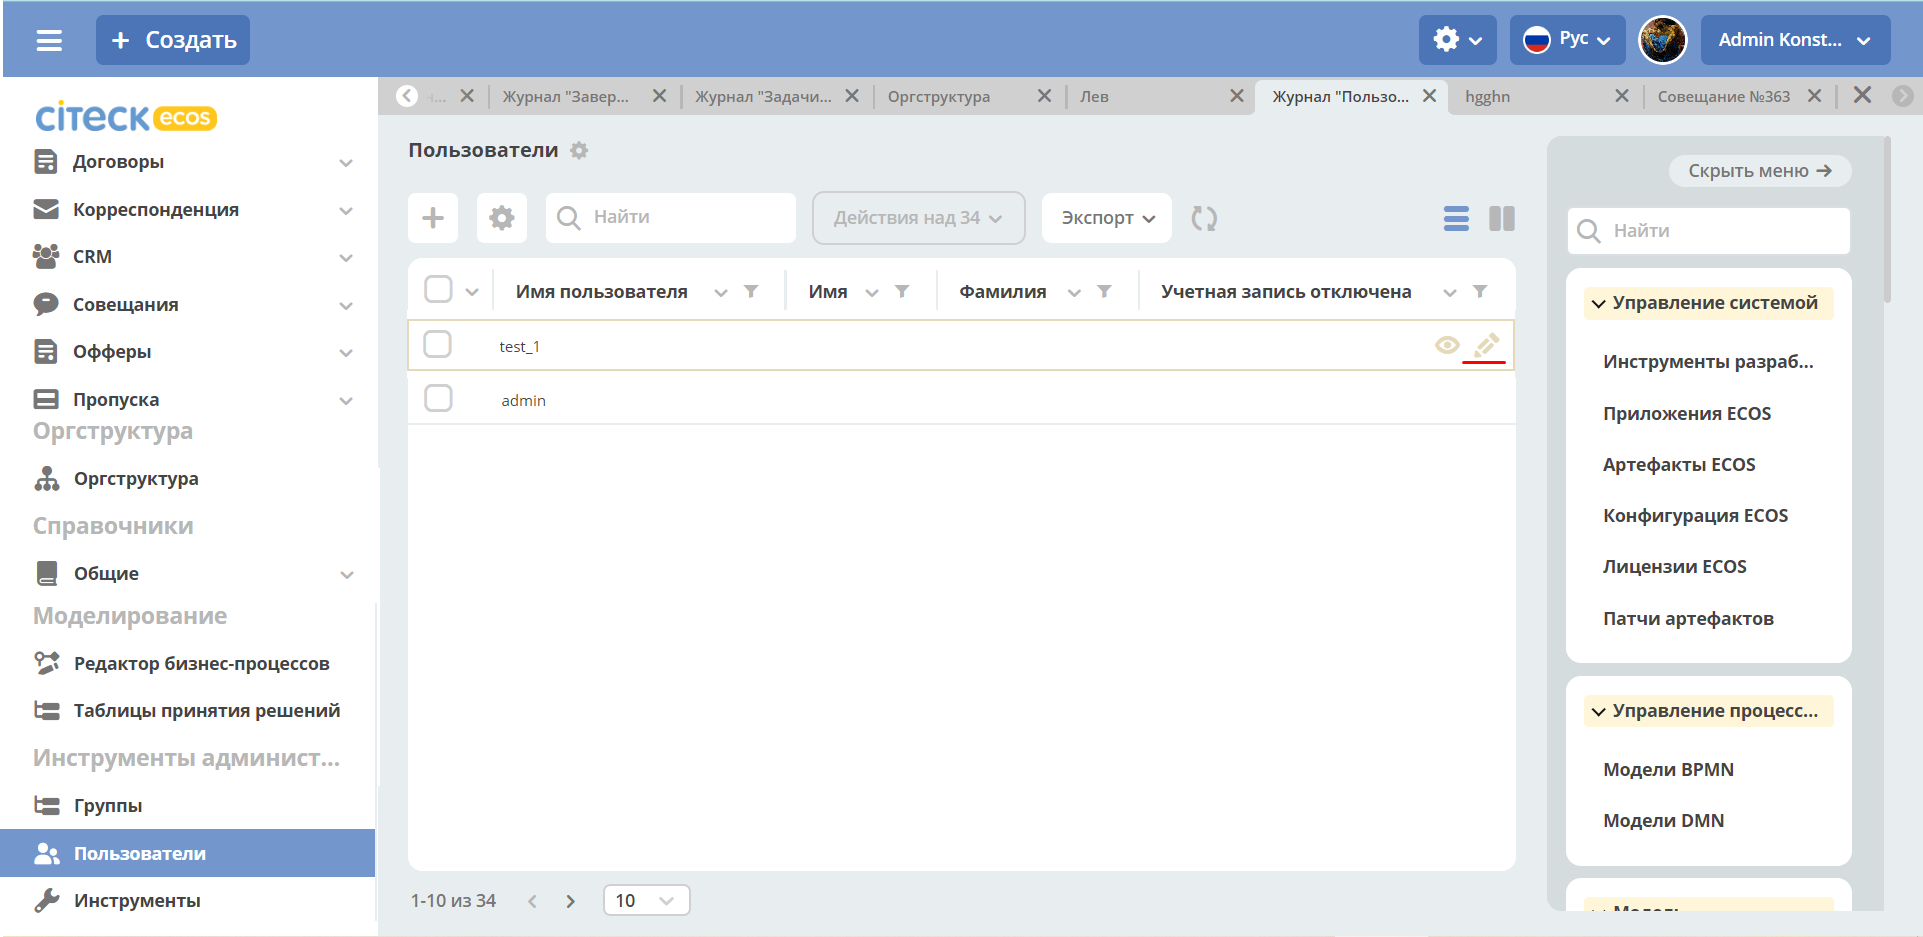 Создать
Рус
Admin Konst...
citeck ecos
Договоры
Корреспонденция
CRM
Совещания
Офферы
Пропуска
Оргструктура
Оргструктура
Справочники
Общие
Моделирование
Редактор бизнес-процессов
Таблицы принятия решений
Инструменты админист...
Группы
Пользователи
Инструменты
Журнал "Завер...
Журнал "Задачи...
Оргструктура
Лев
Журнал "Пользо...
hgghn
Совещание №363
Пользователи
Найти
Действия над 34
Экспорт
Имя пользователя
Имя
Фамилия
Учетная запись отключена
test_1
admin
1-10 из 34
10
Скрыть меню
Найти
Управление системой
Инструменты разраб...
Приложения ECOS
Артефакты ECOS
Конфигурация ECOS
Лицензии ECOS
Патчи артефактов
Управление процесс...
Модели BPMN
Модели DMN